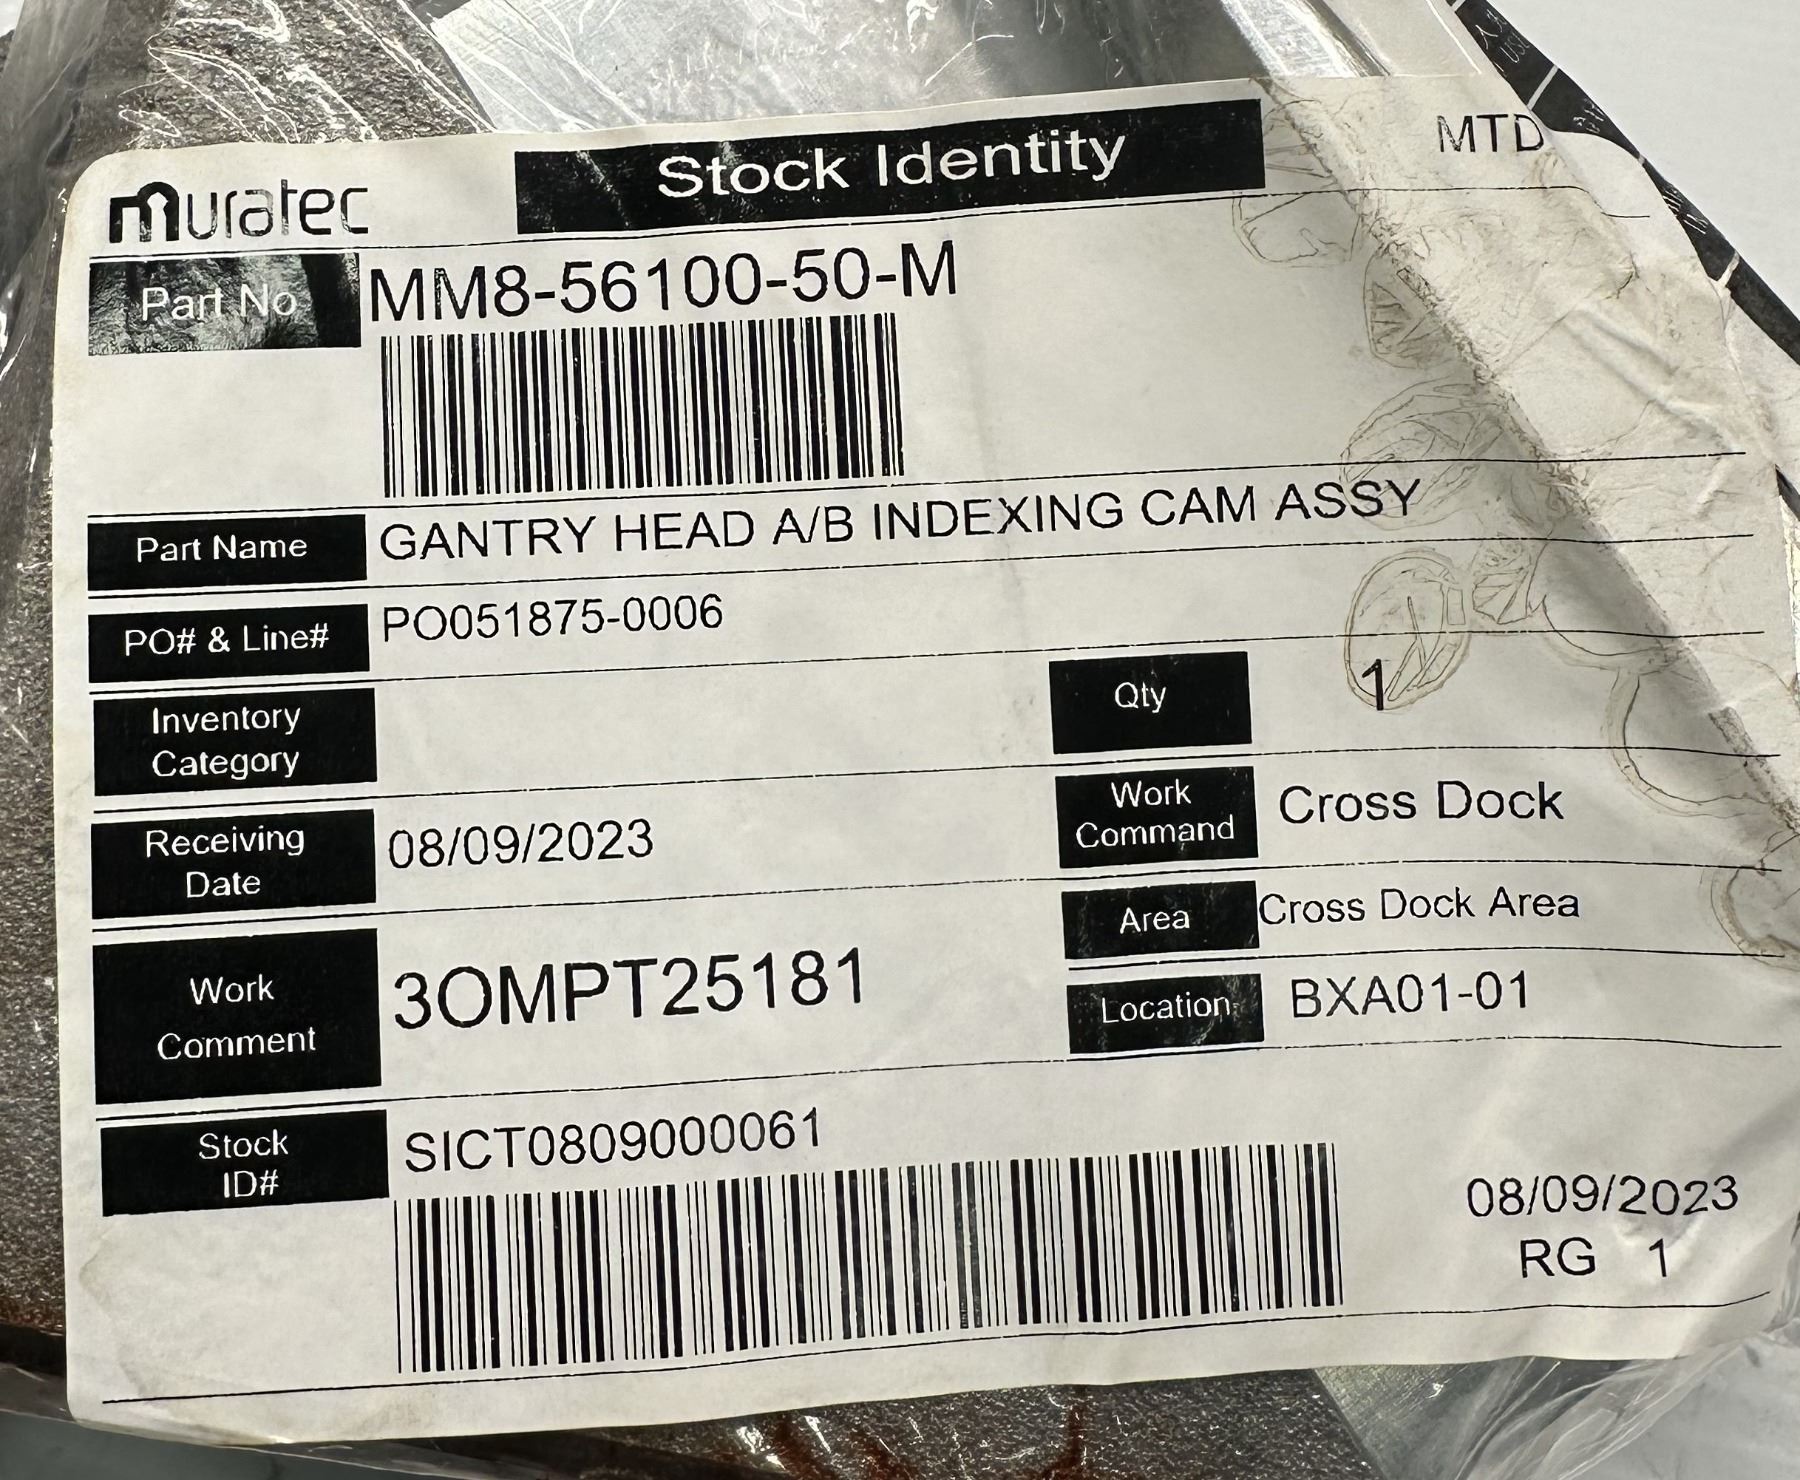 muratec
Stock Identity
MTD
Part No
MM8-56100-50-M
Part Name
GANTRY HEAD A/B INDEXING CAM ASSY
PO# & Line#
PO051875-0006
Inventory
Category
Qty
1
Receiving
Date
08/09/2023
Work
Command
Cross Dock
Area
Cross Dock Area
Work
Comment
3OMPT25181
Location
BXA01-01
Stock
ID#
SICT0809000061
08/09/2023
RG 1